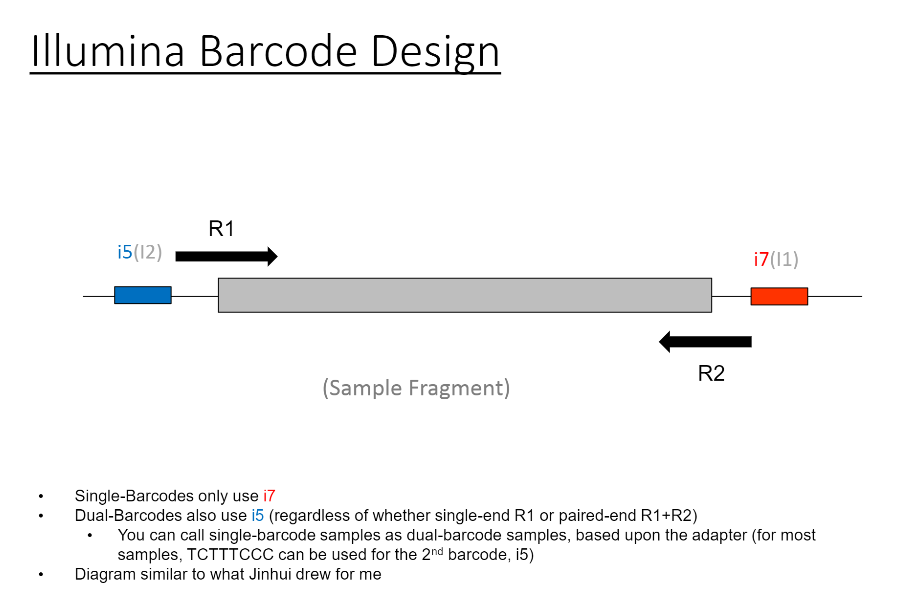 Illumina Barcode Design
R1
i5(I2)
i7(I1)
R2
(Sample Fragment)
• Single-Barcodes only use i7
• Dual-Barcodes also use i5 (regardless of whether single-end R1 or paired-end R1+R2)
• You can call single-barcode samples as dual-barcode samples, based upon the adapter (for most
samples, TCTTTCCC can be used for the 2nd barcode, i5)
• Diagram similar to what Jinhui drew for me